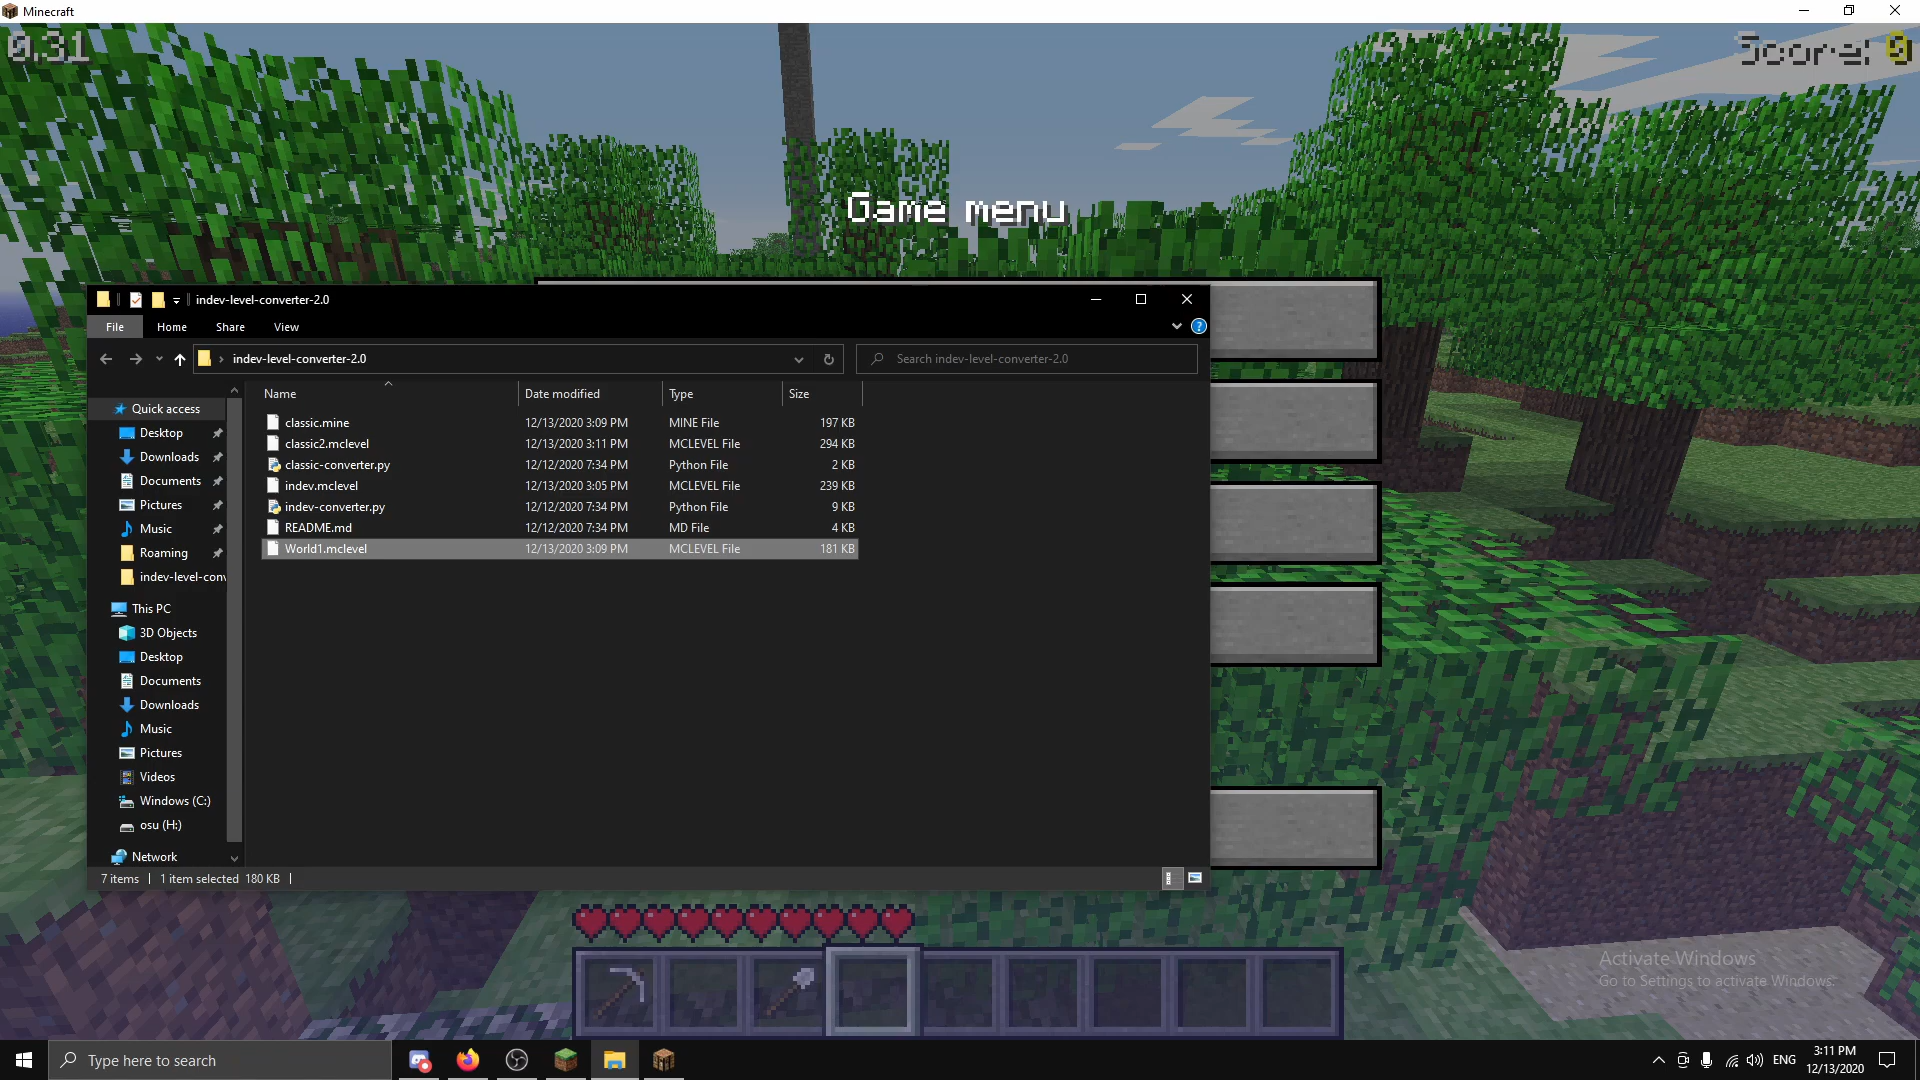 Minecraft
0.31
Score: 0
Game menu
indev-level-converter-2.0
File Home Share View
indev-level-converter-2.0
Search indev-level-converter-2.0
Name Date modified Type Size
classic.mine 12/13/2020 3:09 PM MINE File 197 KB
classic2.mclevel 12/13/2020 3:11 PM MCLEVEL File 294 KB
classic-converter.py 12/12/2020 7:34 PM Python File 2 KB
indev.mclevel 12/13/2020 3:05 PM MCLEVEL File 239 KB
indev-converter.py 12/12/2020 7:34 PM Python File 9 KB
README.md 12/12/2020 7:34 PM MD File 4 KB
World1.mclevel 12/13/2020 3:09 PM MCLEVEL File 181 KB
Quick access
Desktop
Downloads
Documents
Pictures
Music
Roaming
indev-level-conv
This PC
3D Objects
Desktop
Documents
Downloads
Music
Pictures
Videos
Windows (C:)
osu (H:)
Network
7 items 1 item selected 180 KB
Activate Windows
Go to Settings to activate Windows.
Type here to search
ENG
3:11 PM
12/13/2020